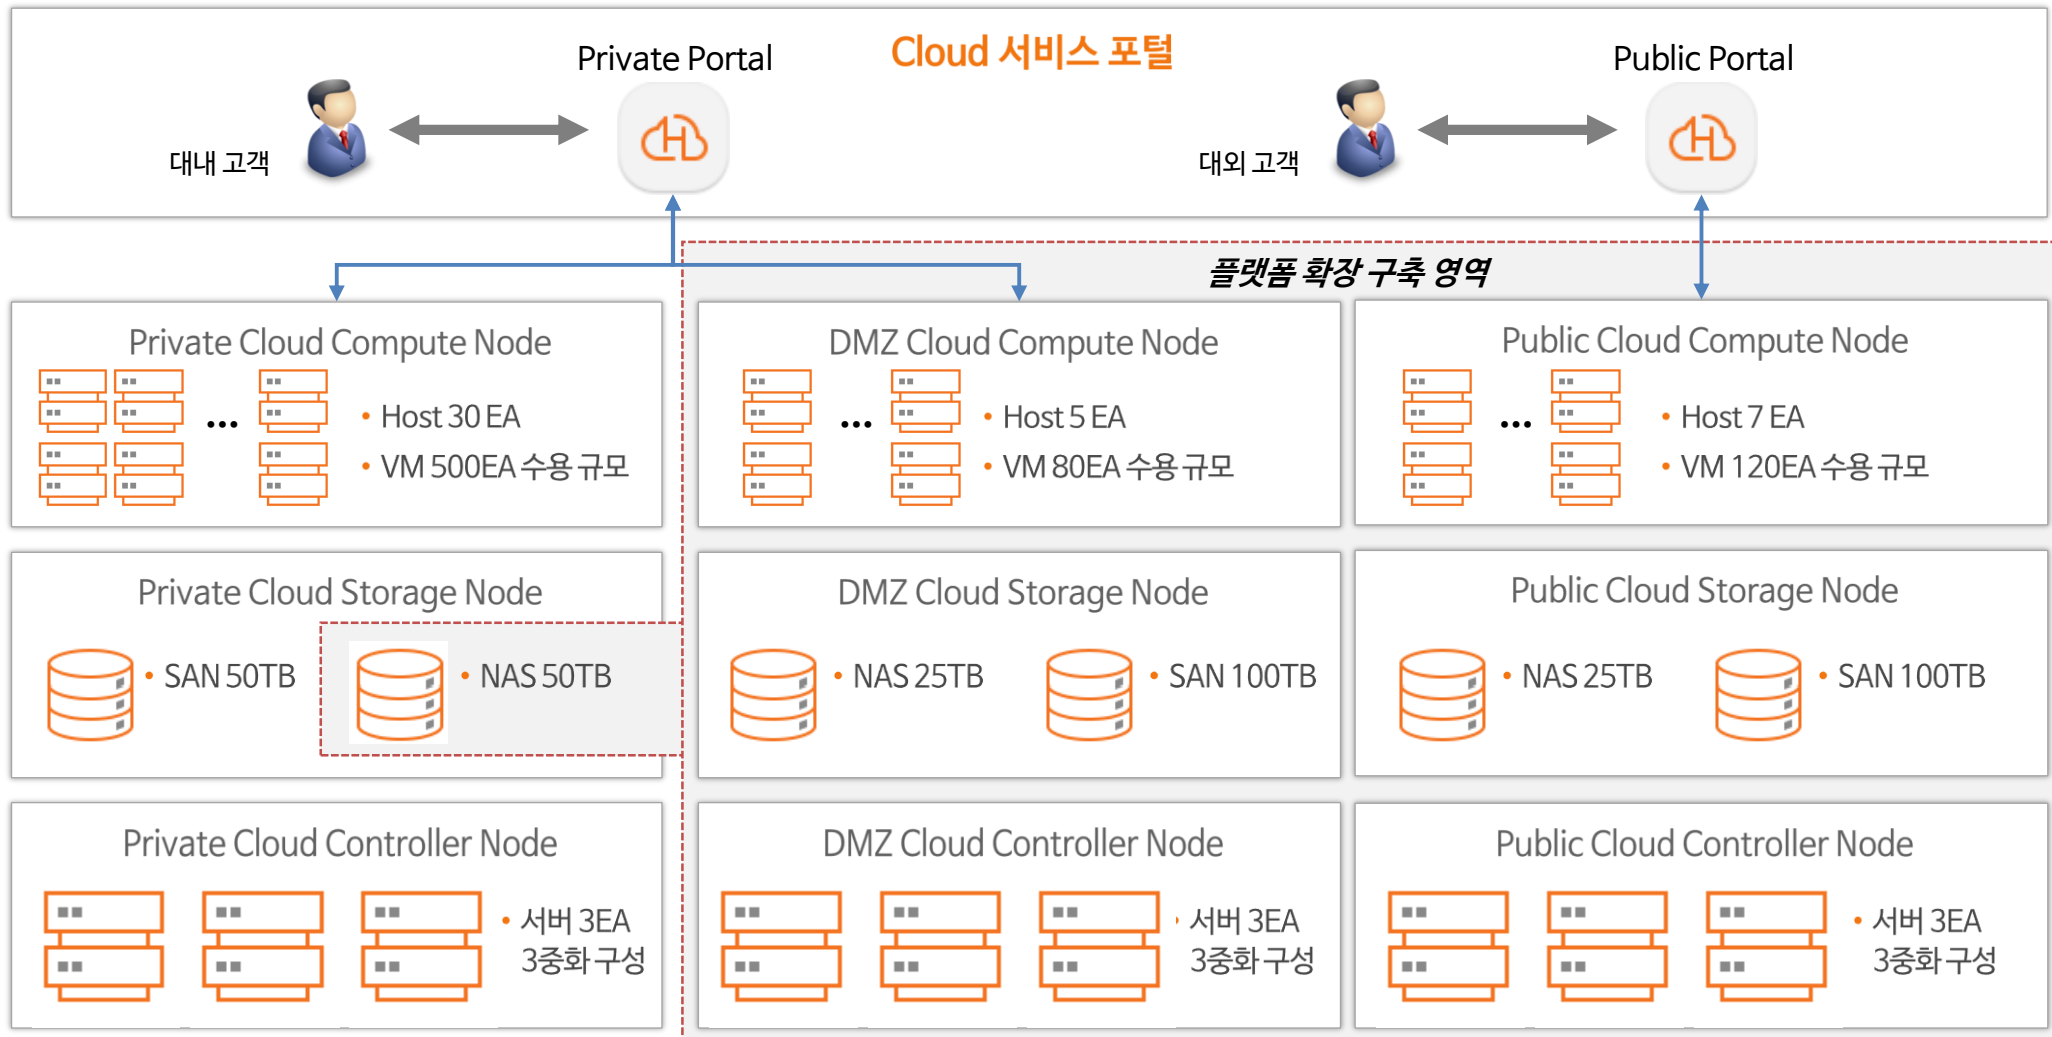 Cloud 서비스 포털
Private Portal
Public Portal
대내 고객
대외 고객
플랫폼 확장 구축 영역
Private Cloud Compute Node
• Host 30 EA
• VM 500EA 수용 규모
DMZ Cloud Compute Node
• Host 5 EA
• VM 80EA 수용 규모
Public Cloud Compute Node
• Host 7 EA
• VM 120EA 수용 규모
Private Cloud Storage Node
• SAN 50TB
• NAS 50TB
DMZ Cloud Storage Node
• NAS 25TB
• SAN 100TB
Public Cloud Storage Node
• NAS 25TB
• SAN 100TB
Private Cloud Controller Node
• 서버 3EA
3중화 구성
DMZ Cloud Controller Node
• 서버 3EA
3중화 구성
Public Cloud Controller Node
• 서버 3EA
3중화 구성